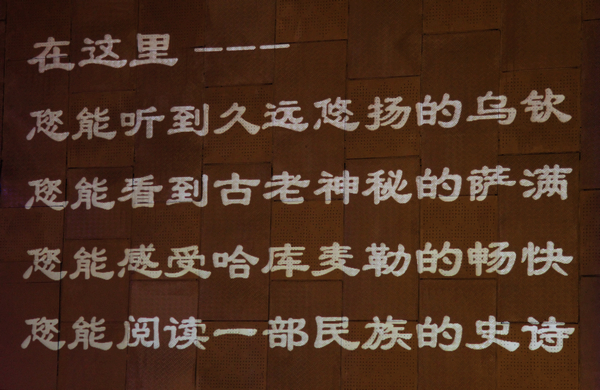 在这里 ———
您能听到久远悠扬的乌钦
您能看到古老神秘的萨满
您能感受哈库麦勒的畅快
您能阅读一部民族的史诗